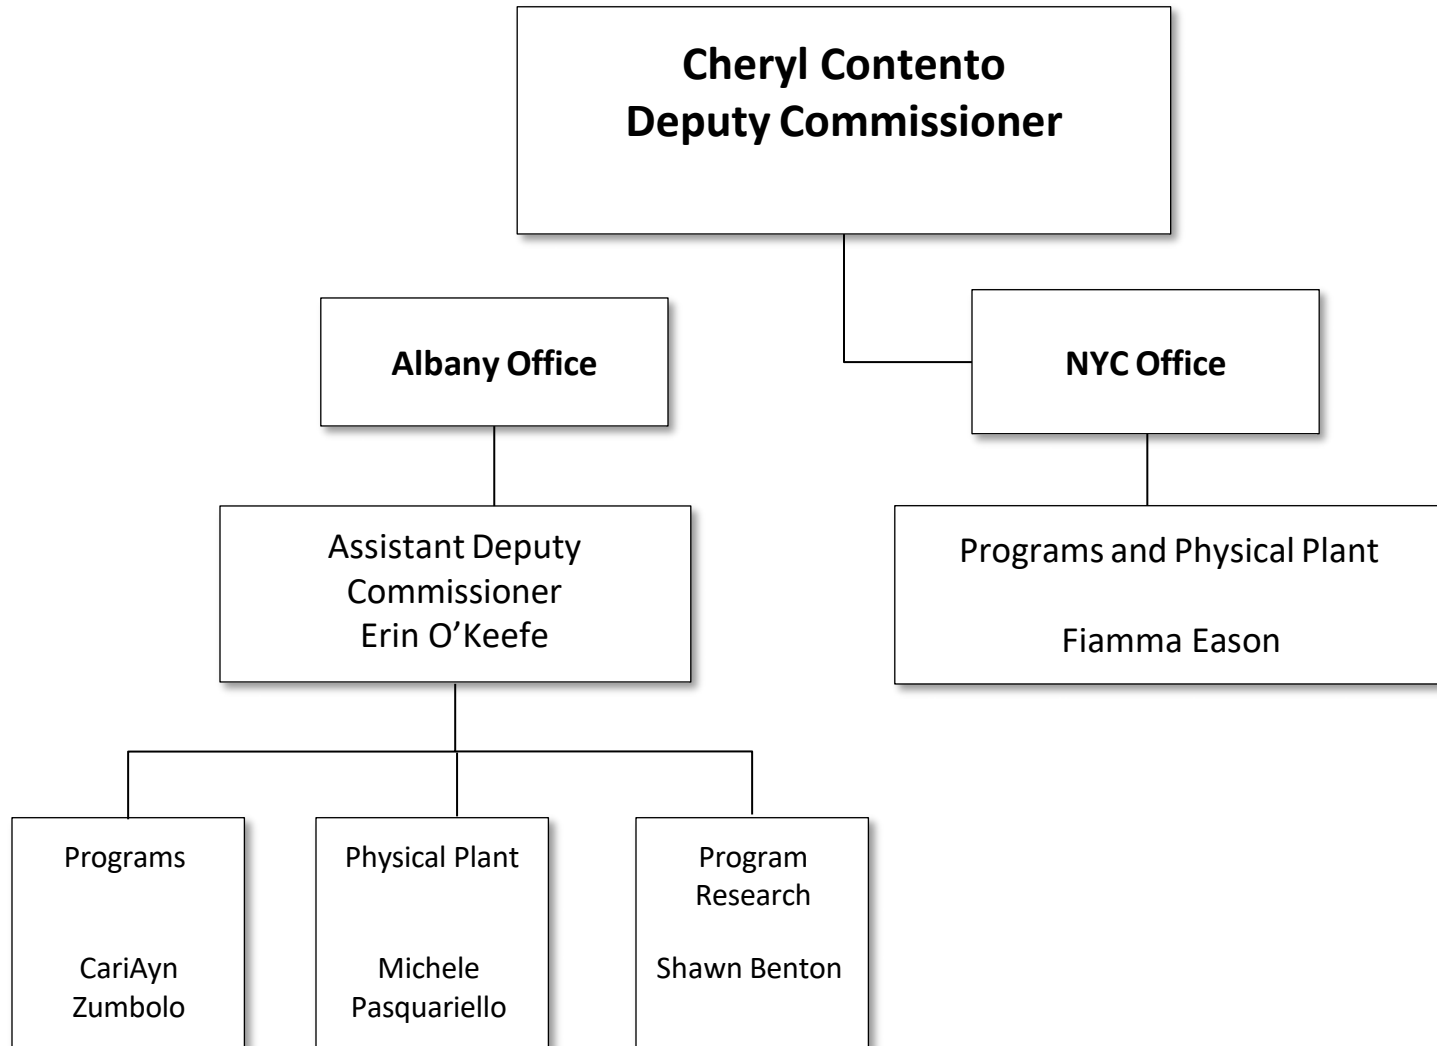 Cheryl Contento
Deputy Commissioner
Albany Office
NYC Office
Assistant Deputy
Commissioner
Erin O’Keefe
Programs and Physical Plant
Fiamma Eason
Programs
CariAyn
Zumbolo
Physical Plant
Michele
Pasquariello
Program
Research
Shawn Benton